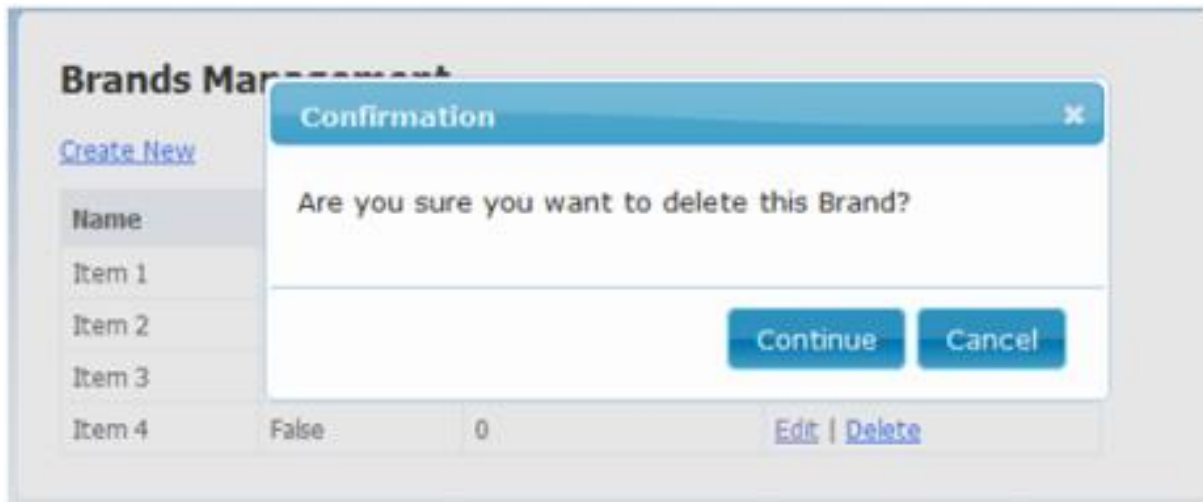 Brands Management
Confirmation
Create New
Are you sure you want to delete this Brand?
Name
Item 1
Item 2
Continue Cancel
Item 3
Item 4 False 0 Edit | Delete